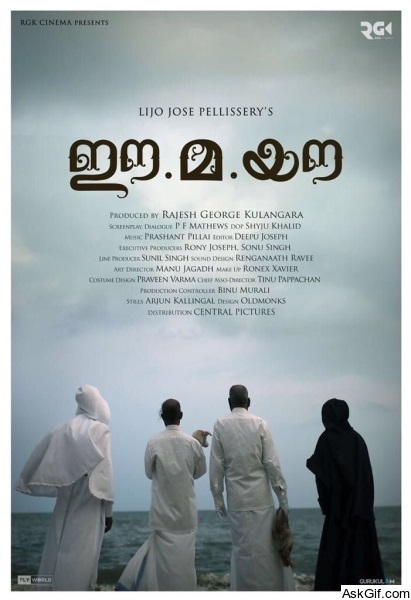 RGK CINEMA PRESENTS
RGK
LIJO JOSE PELLISSERY'S
ഈ.മ.യൗ
PRODUCED BY RAJESH GEORGE KULANGARA
SCREENPLAY, DIALOGUE P F MATHEWS DOP SHYJU KHALID
MUSIC PRASHANT PILLAI EDITOR DEEPU JOSEPH
EXECUTIVE PRODUCERS RONY JOSEPH, SONU SINGH
LINE PRODUCER SUNIL SINGH SOUND DESIGN RENGANAATH RAVEE
ART DIRECTOR MANU JAGADH MAKE UP RONEX XAVIER
COSTUME DESIGN PRAVEEN VARMA CHIEF ASSO-DIRECTOR TINU PAPPACHAN
PRODUCTION CONTROLLER BINU MURALI
STILLS ARJUN KALLINGAL DESIGN OLDMONKS
DISTRIBUTION CENTRAL PICTURES
WORLD
GURUKULAM
AskGif.com